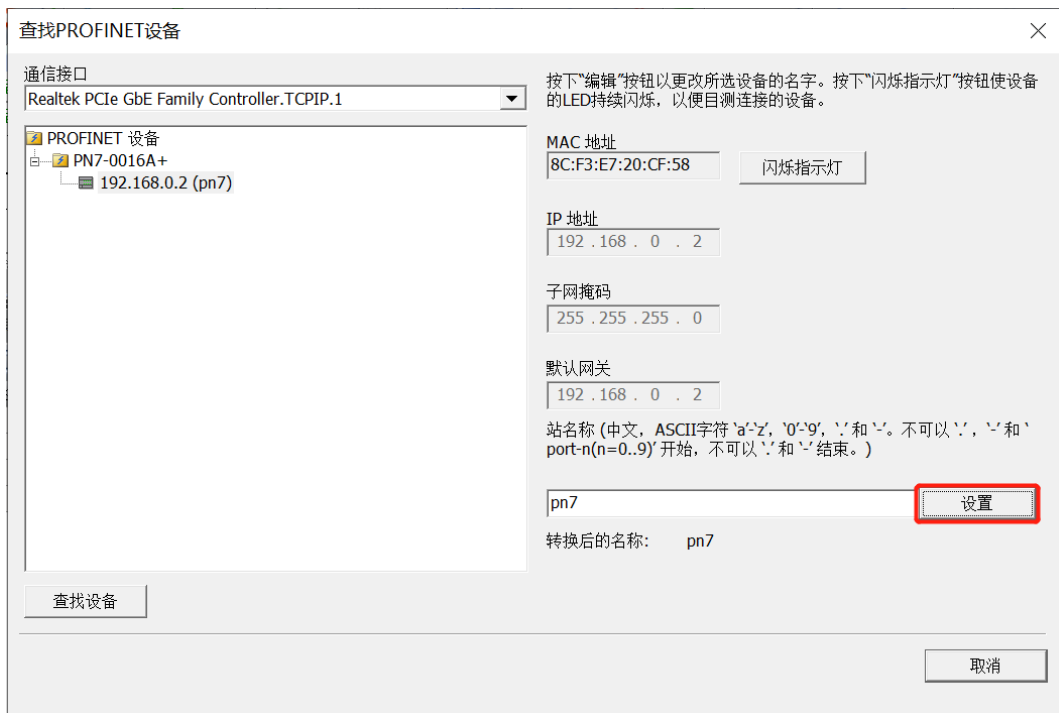 查找PROFINET设备
通信接口
Realtek PCIe GbE Family Controller.TCPIP.1
PROFINET 设备
PN7-0016A+
192.168.0.2 (pn7)
查找设备
按下“编辑”按钮以更改所选设备的名字。按下“闪烁指示灯”按钮使设备
的LED持续闪烁，以便目测连接的设备。
MAC 地址
8C:F3:E7:20:CF:58
闪烁指示灯
IP 地址
192 . 168 . 0 . 2
子网掩码
255 . 255 . 255 . 0
默认网关
192 . 168 . 0 . 2
站名称 (中文，ASCII字符 ‵a′-‵z′，‵0′-‵9′，‵.′ 和 ‵-′。不可以 ‵.′，‵-′ 和 ‵
port-n(n=0..9)′ 开始，不可以 ‵.′ 和 ‵-′ 结束。)
pn7
设置
转换后的名称: pn7
取消